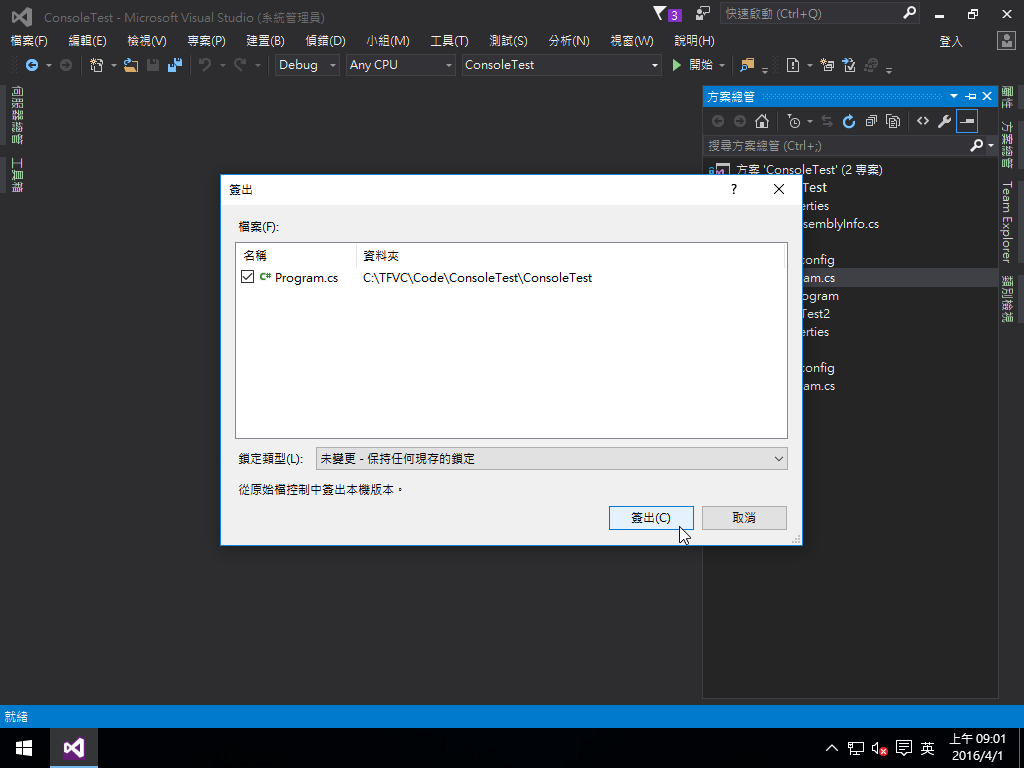 ConsoleTest - Microsoft Visual Studio (系統管理員)
3
快速啟動 (Ctrl+Q)
檔案(F) 編輯(E) 檢視(V) 專案(P) 建置(B) 偵錯(D) 小組(M) 工具(T) 測試(S) 分析(N) 視窗(W) 說明(H)
登入
Debug Any CPU ConsoleTest 開始
伺服器總管
工具箱
方案總管
搜尋方案總管 (Ctrl+;)
方案 'ConsoleTest' (2 專案)
Test
erties
semblyInfo.cs
onfig
am.cs
ogram
Test2
erties
onfig
am.cs
屬性
方案總管
Team Explorer
類別檢視
簽出
?
檔案(F):
名稱 資料夾
C# Program.cs C:\TFVC\Code\ConsoleTest\ConsoleTest
鎖定類型(L): 未變更 - 保持任何現存的鎖定
從原始檔控制中簽出本機版本。
簽出(C) 取消
就緒
英
上午 09:01
2016/4/1